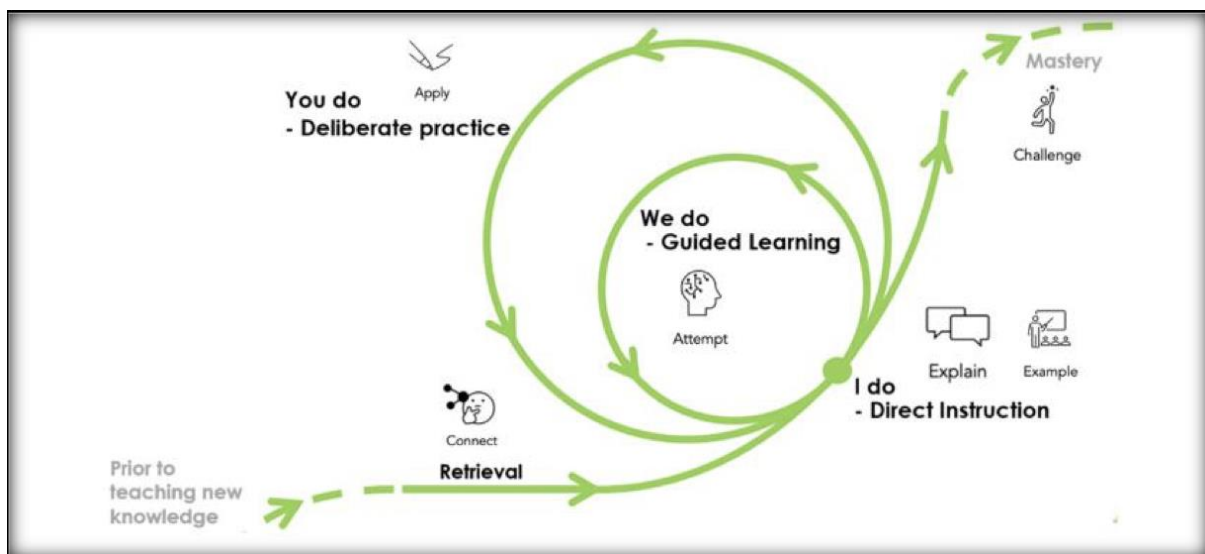 Apply
You do
- Deliberate practice
Mastery
Challenge
We do
- Guided Learning
Attempt
Explain
Example
I do
- Direct Instruction
Connect
Retrieval
Prior to
teaching new
knowledge